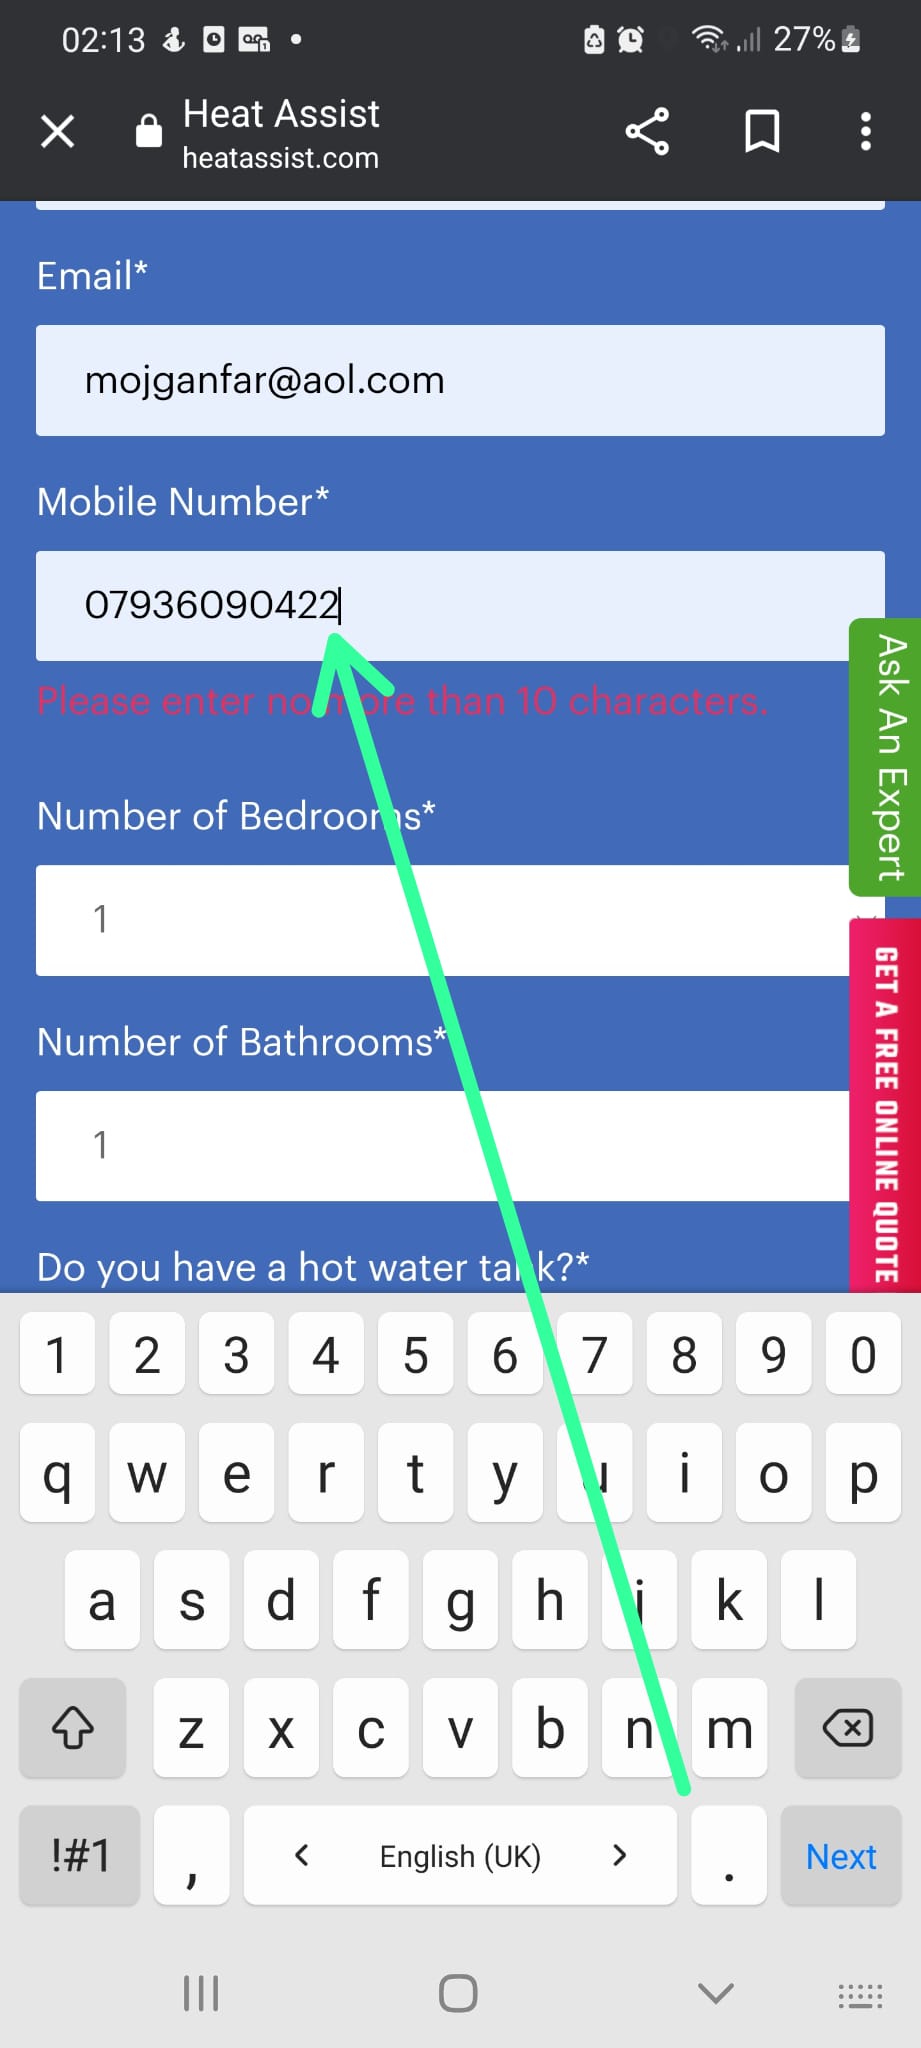 02:13
27%
Heat Assist
heatassist.com
Email*
mojganfar@aol.com
Mobile Number*
07936090422
Please enter no more than 10 characters.
Number of Bedrooms*
1
Number of Bathrooms*
1
Do you have a hot water tank?*
Ask An Expert
GET A FREE ONLINE QUOTE
1 2 3 4 5 6 7 8 9 0
q w e r t y u i o p
a s d f g h j k l
z x c v b n m
!#1 , < English (UK) > . Next